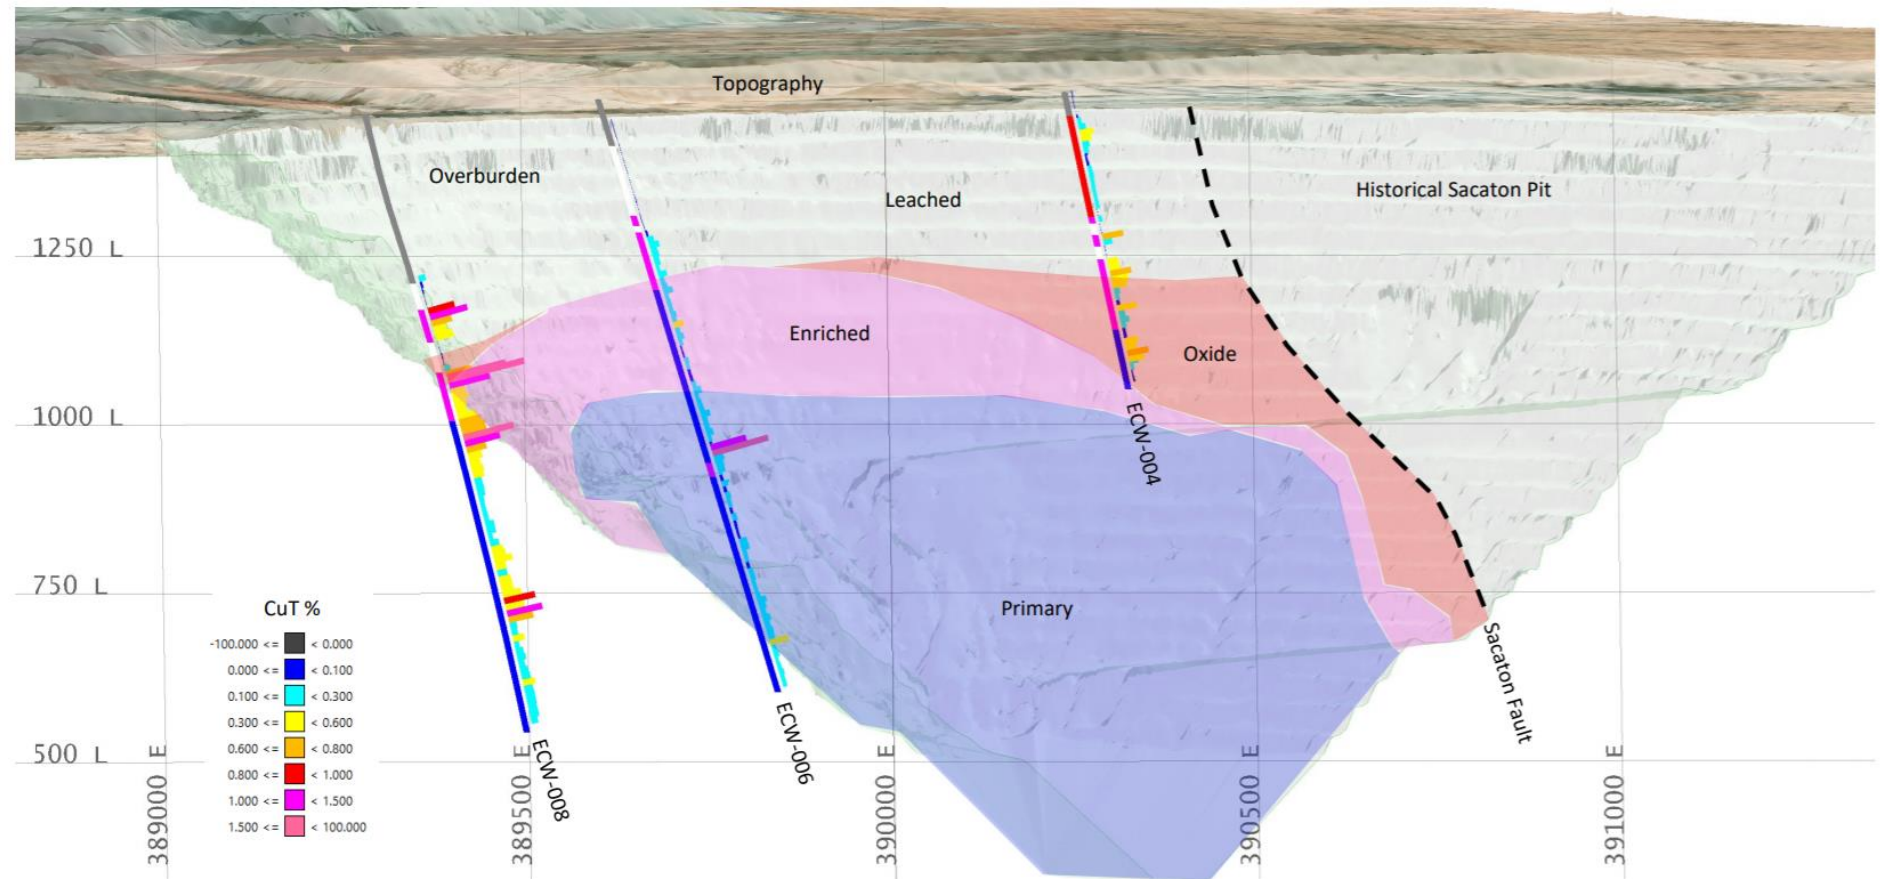 Topography
Overburden
Leached
Historical Sacaton Pit
1250 L
Enriched
Oxide
1000 L
ECW-004
750 L
CuT %
-100.000 <= < 0.000
0.000 <= < 0.100
0.100 <= < 0.300
0.300 <= < 0.600
0.600 <= < 0.800
0.800 <= < 1.000
1.000 <= < 1.500
1.500 <= < 100.000
Primary
Sacaton Fault
500 L
ECW-008
ECW-006
389000 E
389500 E
390000 E
390500 E
391000 E